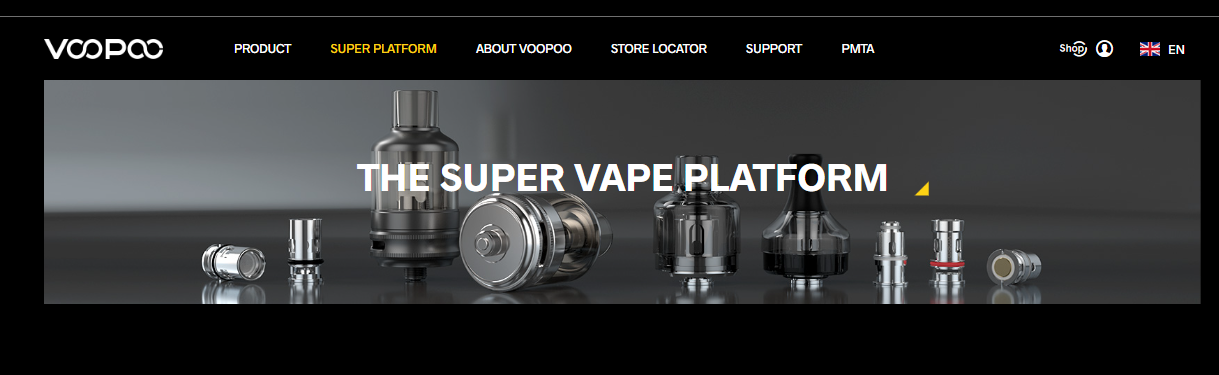 VOOPOO
PRODUCT
SUPER PLATFORM
ABOUT VOOPOO
STORE LOCATOR
SUPPORT
PMTA
Shop
EN
THE SUPER VAPE PLATFORM